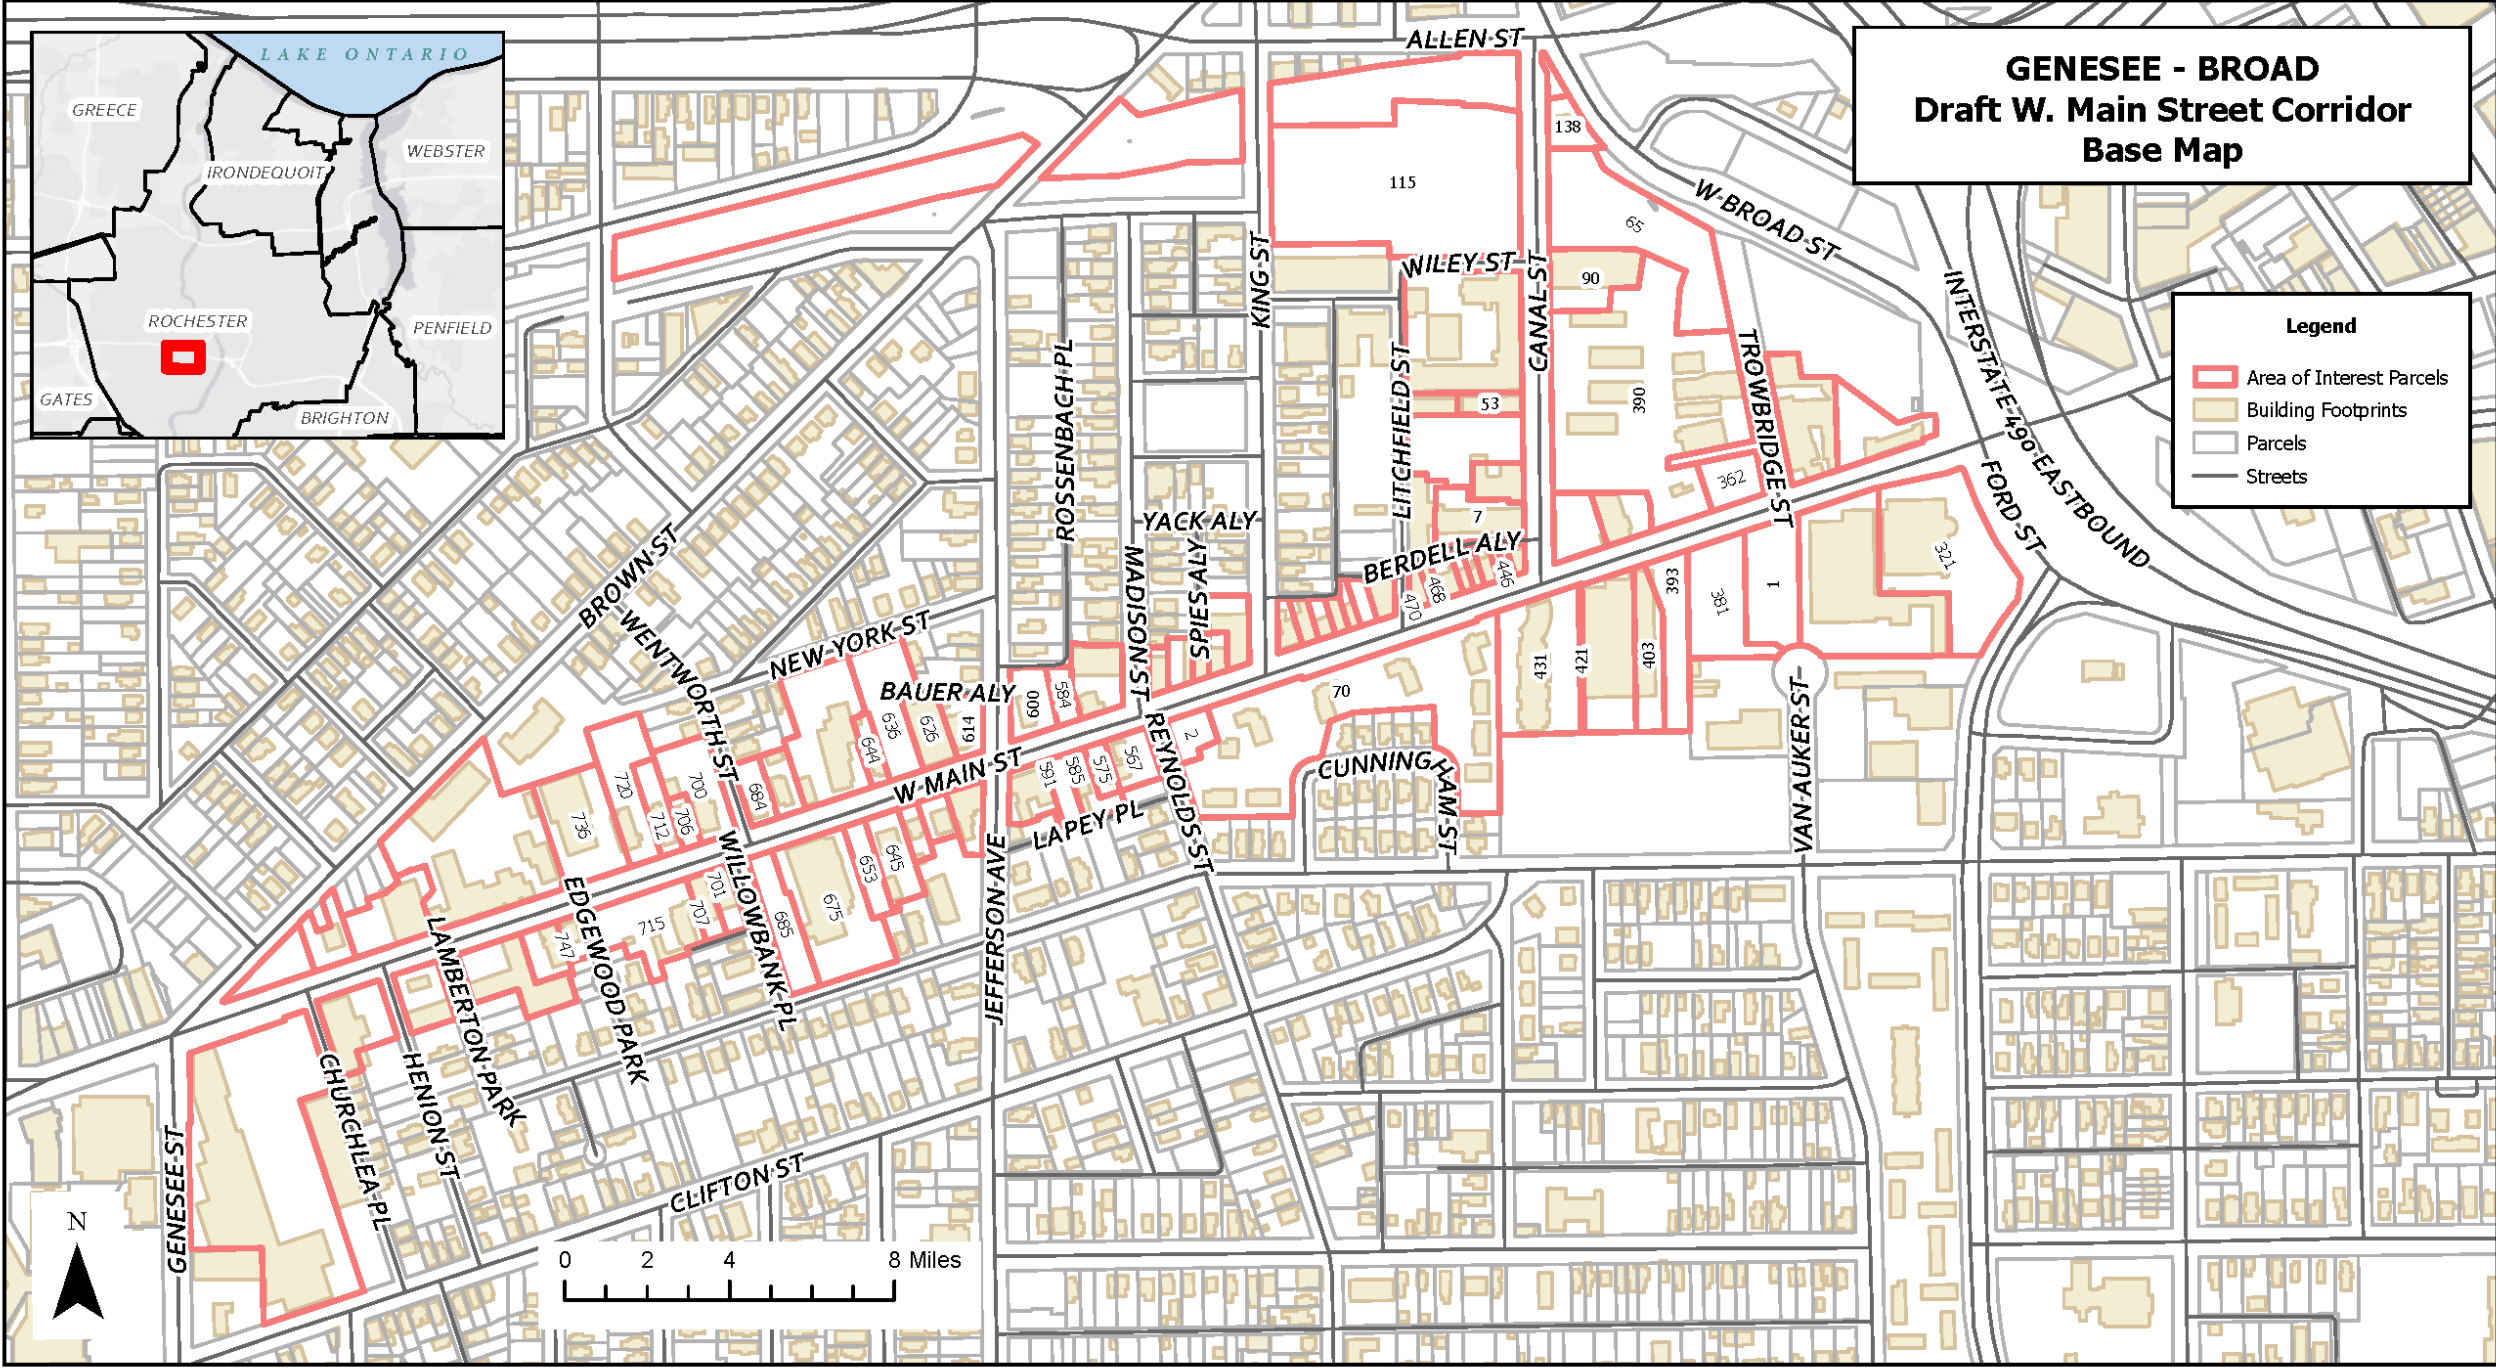 GENESEE - BROAD
Draft W. Main Street Corridor
Base Map
LAKE ONTARIO
GREECE
WEBSTER
IRONDEQUOIT
ROCHESTER
PENFIELD
GATES
BRIGHTON
Legend
Area of Interest Parcels
Building Footprints
Parcels
Streets
ALLEN ST
138
115
65
W BROAD ST
KING ST
WILEY ST
CANAL ST
90
INTERSTATE 490 EASTBOUND
ROSSENBACH PL
LITCHFIELD ST
53
390
TROWBRIDGE ST
362
YACK ALY
7
BERDELL ALY
FORD ST
BROWN ST
MADISON ST
SPIES ALY
470
468
446
393
381
1
321
WENTWORTH ST
NEW YORK ST
BAUER ALY
600
584
70
431
421
403
VAN AUKER ST
644
636
626
614
W MAIN ST
REYNOLDS ST
2
591
585
575
567
CUNNINGHAM ST
LAPEY PL
736
720
712
706
700
684
WILLOWBANK PL
JEFFERSON AVE
653
645
675
685
701
707
715
747
EDGEWOOD PARK
LAMBERTON PARK
HENION ST
CHURCHLEA PL
GENESEE ST
CLIFTON ST
N
0 2 4 8 Miles